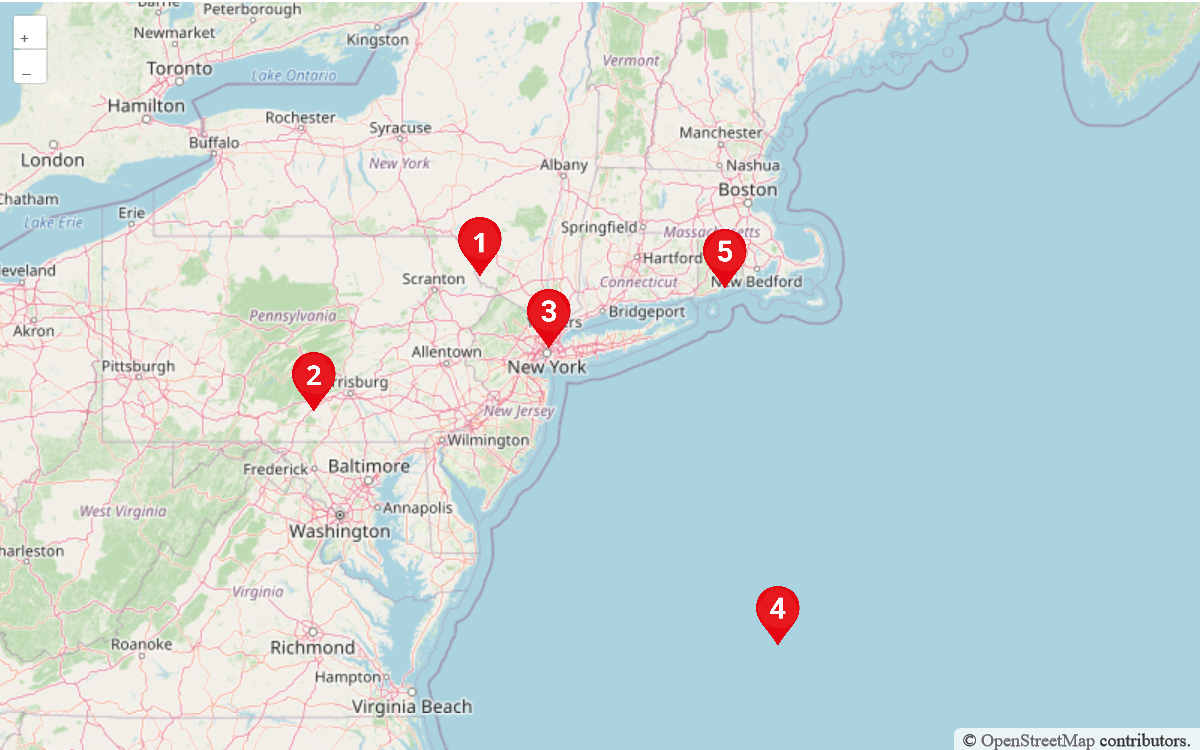 Barrie
Peterborough
Newmarket
Kingston
Vermont
Toronto
Lake Ontario
Hamilton
Rochester
Syracuse
Manchester
Buffalo
London
New York
Albany
Nashua
Boston
Chatham
Erie
Lake Erie
Springfield
Massachusetts
1
5
Hartford
leveland
Scranton
Connecticut
New Bedford
3
ers
Bridgeport
Pennsylvania
Akron
Allentown
Pittsburgh
New York
2
rrisburg
New Jersey
Wilmington
Frederick
Baltimore
West Virginia
Annapolis
Washington
harleston
Virginia
4
Roanoke
Richmond
Hampton
Virginia Beach
+
–
© OpenStreetMap contributors.